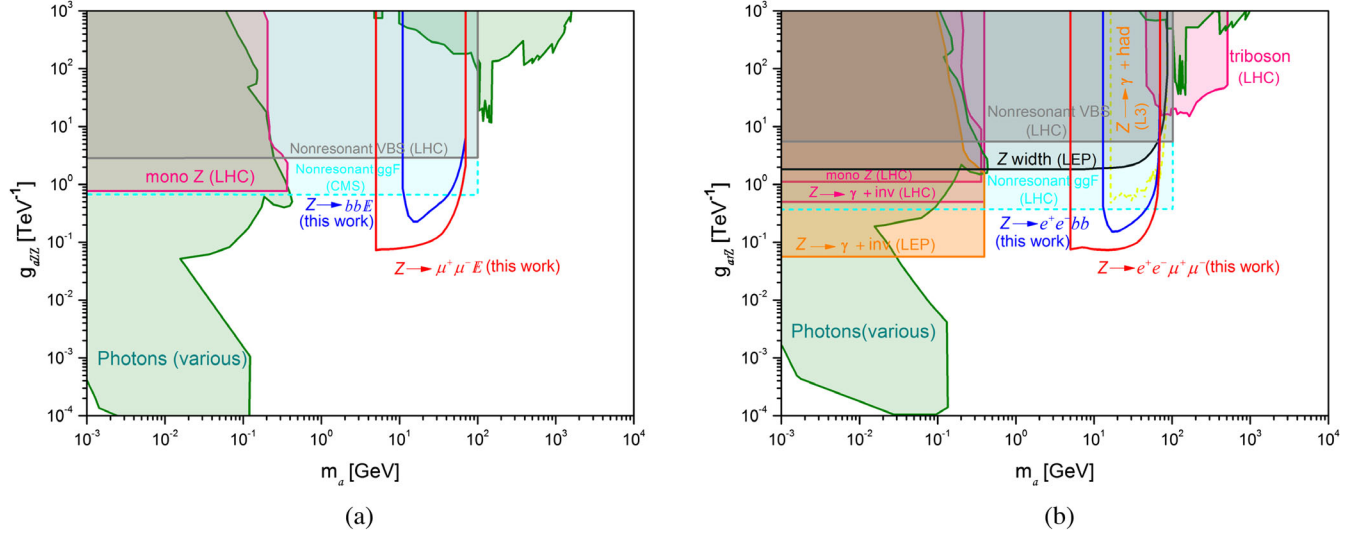 10³
10²
10¹
10⁰
10⁻¹
10⁻²
10⁻³
10⁻⁴
g_aZZ [TeV⁻¹]
Nonresonant VBS (LHC)
mono Z (LHC)
Nonresonant ggF
(CMS)
Z → bbE̸
(this work)
Z → μ⁺μ⁻E̸ (this work)
Photons (various)
10⁻³ 10⁻² 10⁻¹ 10⁰ 10¹ 10² 10³ 10⁴
m_a [GeV]
(a)
10³
10²
10¹
10⁰
10⁻¹
10⁻²
10⁻³
10⁻⁴
Z → γ + had
(L3)
triboson
(LHC)
Nonresonant VBS
(LHC)
Z width (LEP)
mono Z (LHC)
Nonresonant ggF
(LHC)
Z → γ + inv (LHC)
Z → e⁺e⁻bb
(this work)
Z → γ + inv (LEP)
Z → e⁺e⁻μ⁺μ⁻ (this work)
Photons(various)
10⁻³ 10⁻² 10⁻¹ 10⁰ 10¹ 10² 10³ 10⁴
m_a [GeV]
(b)